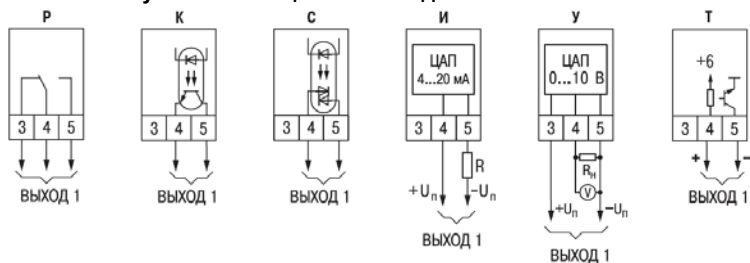 Р К С И У Т
ЦАП
4...20 мА
ЦАП
0...10 В
+6
3 4 5
3 4 5
3 4 5
3 4 5
3 4 5
3 4 5
R
Rн
V
+ –
+Uп –Uп
+Uп –Uп
ВЫХОД 1
ВЫХОД 1
ВЫХОД 1
ВЫХОД 1
ВЫХОД 1
ВЫХОД 1